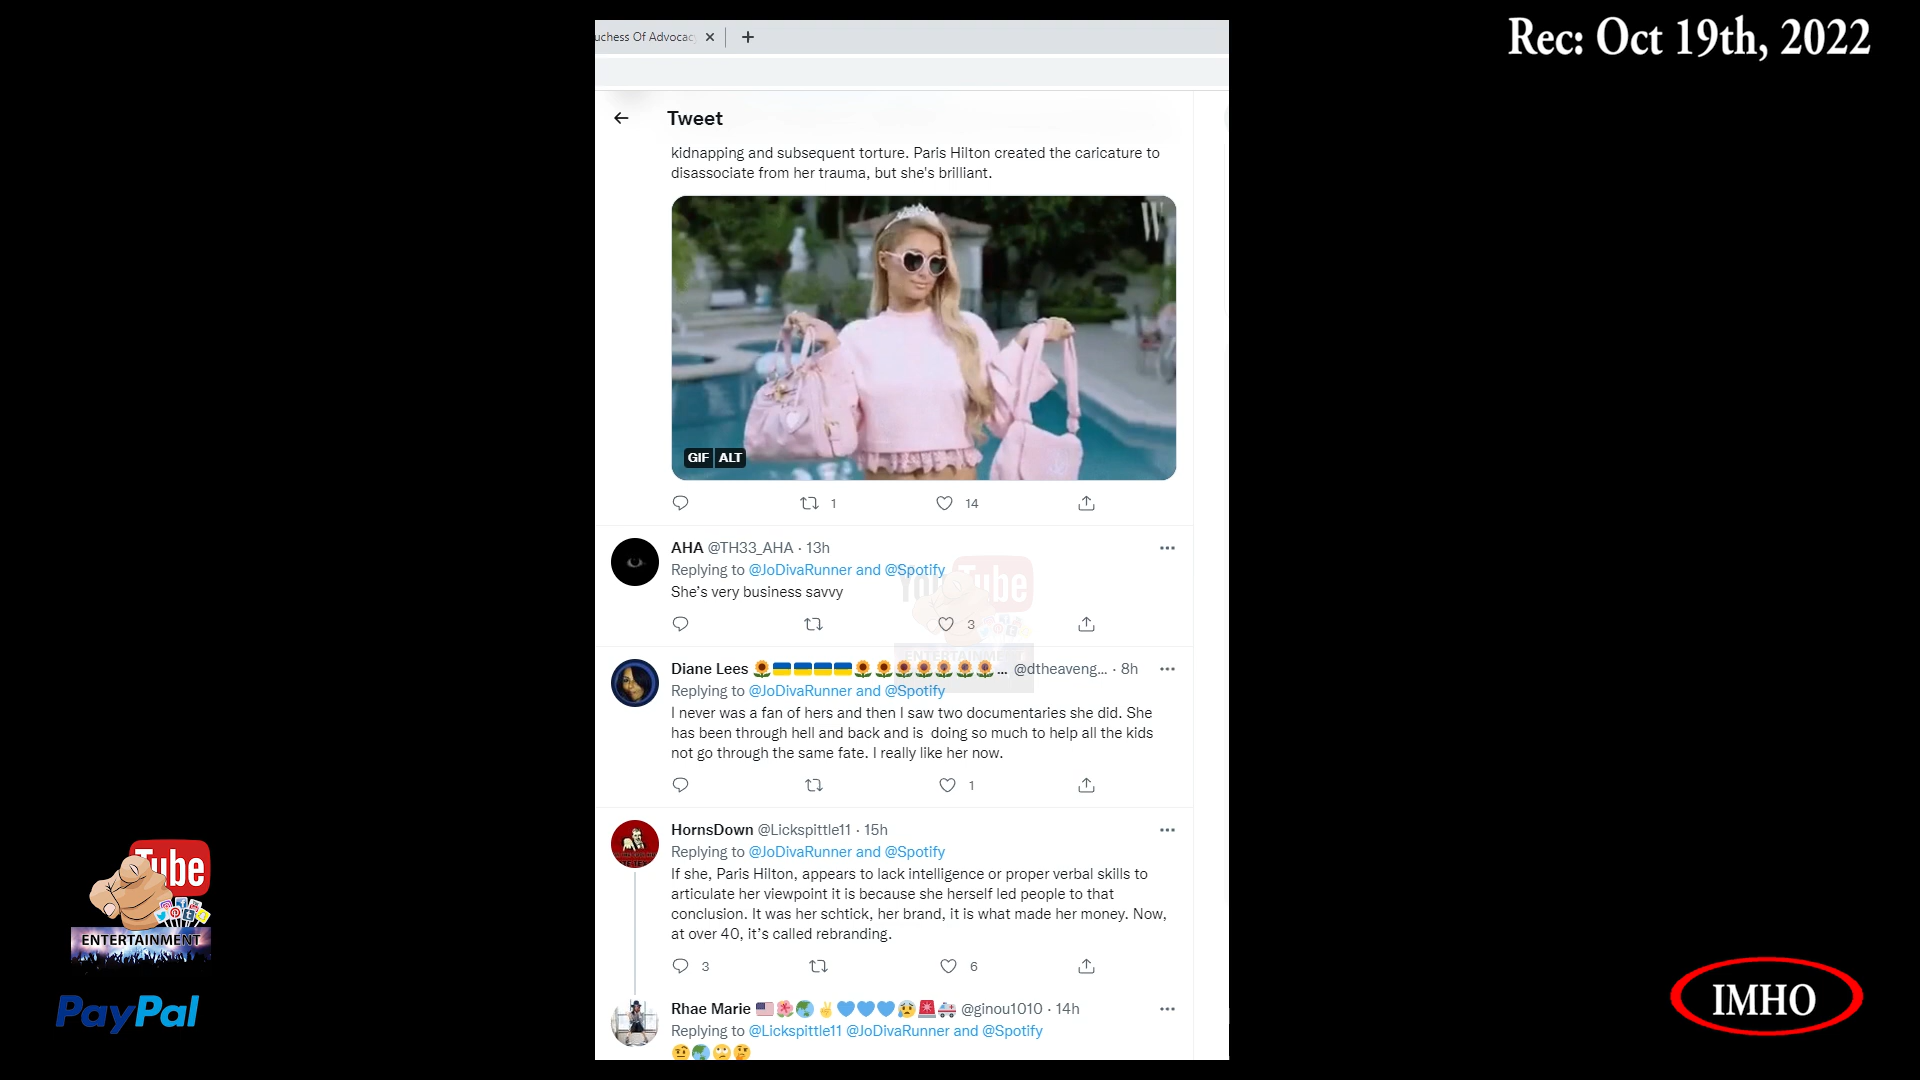 Rec: Oct 19th, 2022
uchess Of Advocac
Tweet
kidnapping and subsequent torture. Paris Hilton created the caricature to
disassociate from her trauma, but she's brilliant.
W
GIF ALT
1 14
AHA @TH33_AHA · 13h
Replying to @JoDivaRunner and @Spotify
She's very business savvy
3
YouTube
ENTERTAINMENT
Diane Lees 🌻🇺🇦🇺🇦🇺🇦🇺🇦🌻🌻🌻🌻🌻🌻🌻... @dtheaveng... · 8h
Replying to @JoDivaRunner and @Spotify
I never was a fan of hers and then I saw two documentaries she did. She
has been through hell and back and is  doing so much to help all the kids
not go through the same fate. I really like her now.
1
HornsDown @Lickspittle11 · 15h
Replying to @JoDivaRunner and @Spotify
If she, Paris Hilton, appears to lack intelligence or proper verbal skills to
articulate her viewpoint it is because she herself led people to that
conclusion. It was her schtick, her brand, it is what made her money. Now,
at over 40, it's called rebranding.
3 6
Rhae Marie 🇺🇸🌺🌏✌💙💙💙😰🚨🚑 @ginou1010 · 14h
Replying to @Lickspittle11 @JoDivaRunner and @Spotify
🤨🌏🙄🤔
Tube
ENTERTAINMENT
PayPal
IMHO